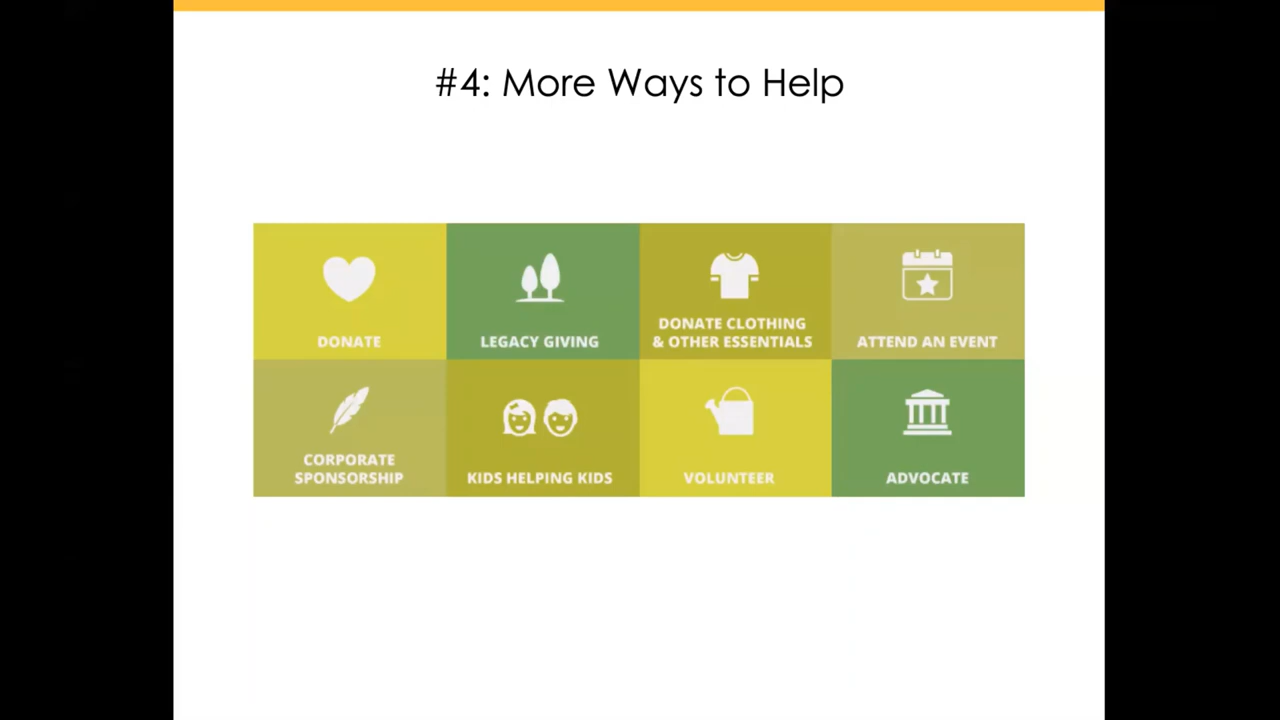 #4: More Ways to Help
DONATE
LEGACY GIVING
DONATE CLOTHING
& OTHER ESSENTIALS
ATTEND AN EVENT
CORPORATE
SPONSORSHIP
KIDS HELPING KIDS
VOLUNTEER
ADVOCATE